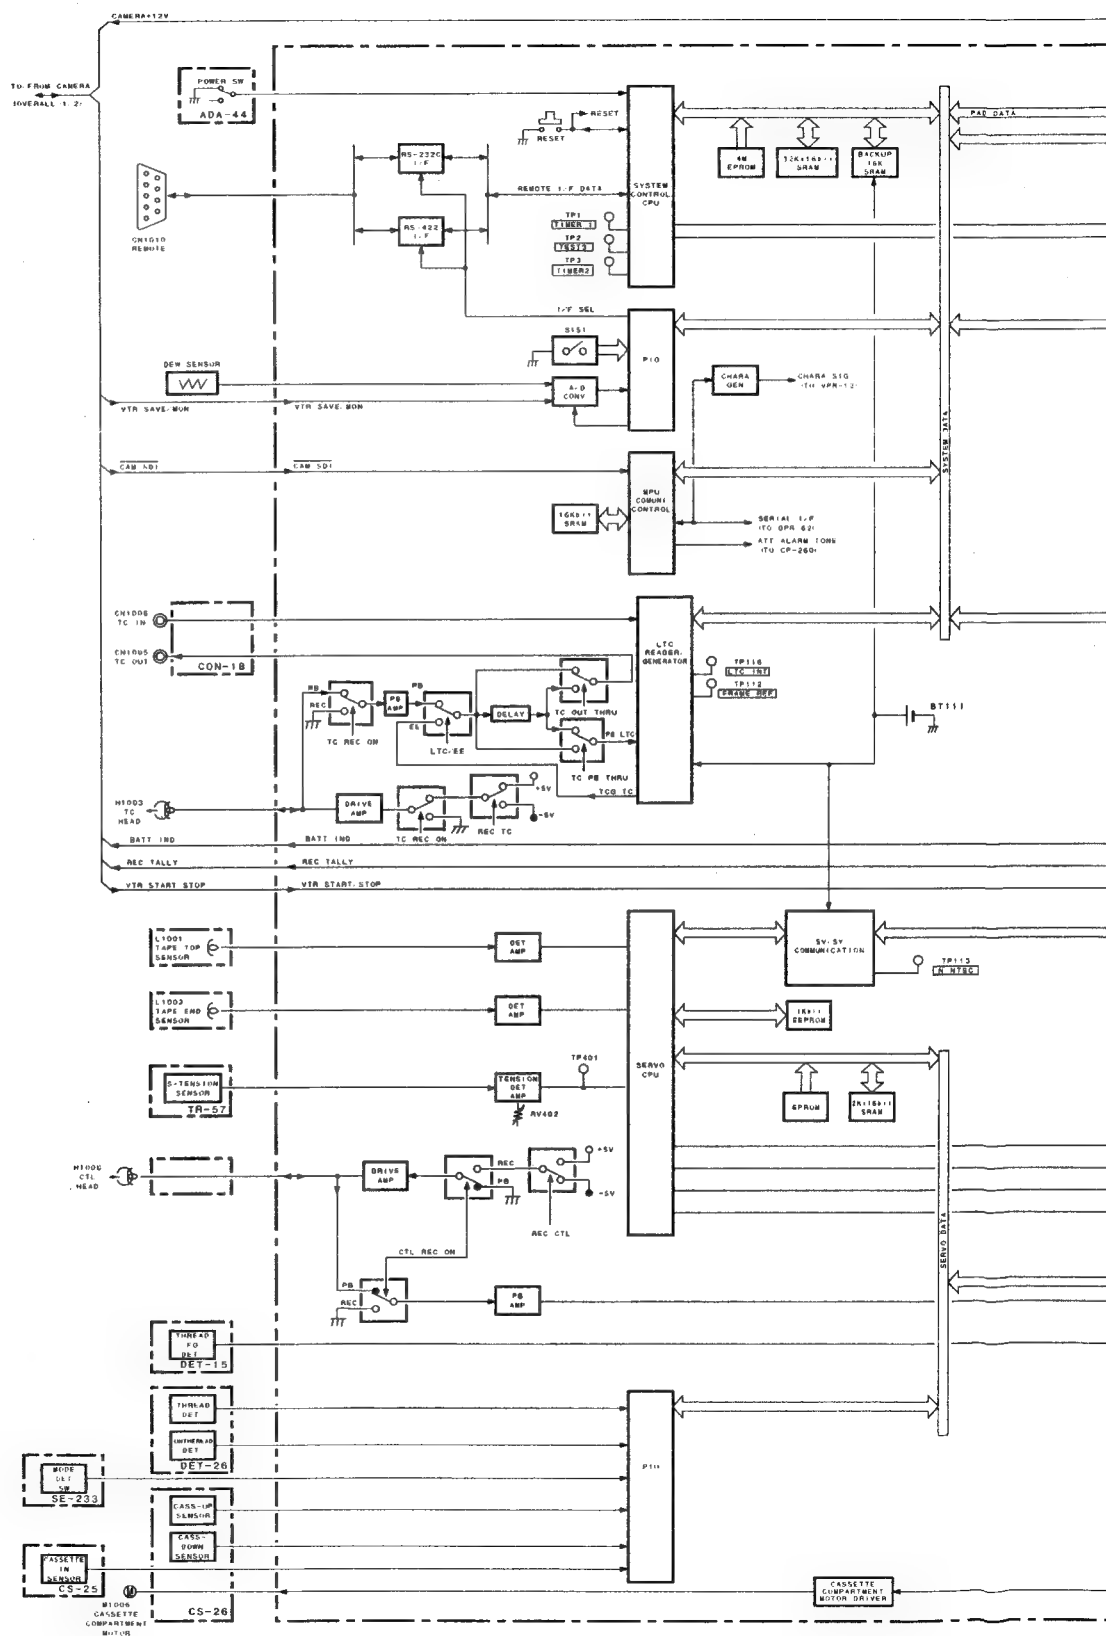 CAMERA+12V
TO/FROM CAMERA
(OVERALL (1/2))
POWER SW
ADA-44
RESET
RESET
RS-232C
I/F
REMOTE I/F DATA
RS-422
I/F
CN1010
REMOTE
SYSTEM
CONTROL
CPU
TP1
TIMER 1
TP2
TP3
TIMER2
4M
EPROM
SRAM
BACKUP
16K
SRAM
PAD DATA
I/F SEL
S151
PIO
DEW SENSOR
A/D
CONV
VTR SAVE/MON
VTR SAVE/MON
CHARA
GEN
CHARA SIG
SYSTEM DATA
CAM SDI
CAM SDI
MPU
COMUNI
CONTROL
16Kbit
SRAM
SERIAL I/F
ATT ALARM TONE
(TO CP-260)
TC IN
TC OUT
CON-18
LTC
READER/
GENERATOR
TP116
LTC INT
TP112
FRAME REF
BT111
PB
REC
PB
AMP
PB
EE
DELAY
TC OUT THRU
PB LTC
TC REC ON
LTC/EE
TC PB THRU
TCG TC
H1003
TC
HEAD
DRIVE
AMP
+5V
-5V
TC REC ON
REC TC
BATT IND
BATT IND
REC TALLY
REC TALLY
VTR START/STOP
VTR START/STOP
L1001
TAPE TOP
SENSOR
DET
AMP
SV-SY
COMMUNICATION
TP113
N/NTSC
L1002
TAPE END
SENSOR
DET
AMP
1Kbit
EEPROM
SERVO
CPU
S-TENSION
SENSOR
TR-57
TENSION
DET
AMP
TP401
RV402
EPROM
SRAM
CTL
HEAD
DRIVE
AMP
REC
PB
+5V
-5V
REC CTL
CTL REC ON
PB
REC
PB
AMP
SERVO DATA
THREAD
FG
DET
DET-15
THREAD
DET
UNTHREAD
DET
DET-26
PIO
MODE
DET
SW
SE-233
CASS-UP
SENSOR
CASS-
DOWN
SENSOR
CS-26
CASSETTE
IN
SENSOR
CS-25
M1006
CASSETTE
COMPARTMENT
MOTOR
CASSETTE
COMPARTMENT
MOTOR DRIVER